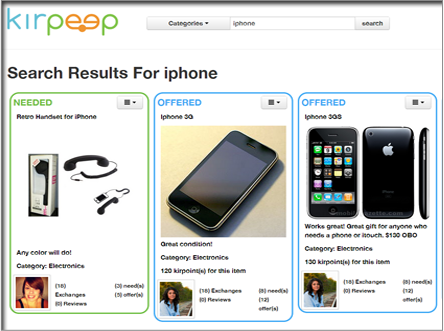 kirpeep
Categories
iphone
search
Search Results For iphone
NEEDED
Retro Handset for iPhone
Any color will do!
Category: Electronics
(18)
Exchanges
(0) Reviews
(3) need(s)
(5) offer(s)
OFFERED
Iphone 3G
Great condition!
Category: Electronics
120 kirpoint(s) for this item
(18) Exchanges
(0) Reviews
(8) need(s)
(12)
offer(s)
OFFERED
Iphone 3GS
Works great! Great gift for anyone who
needs a phone or itouch. $130 OBO
Category: Electronics
130 kirpoint(s) for this item
(18) Exchanges
(0) Reviews
(8) need(s)
(12)
offer(s)